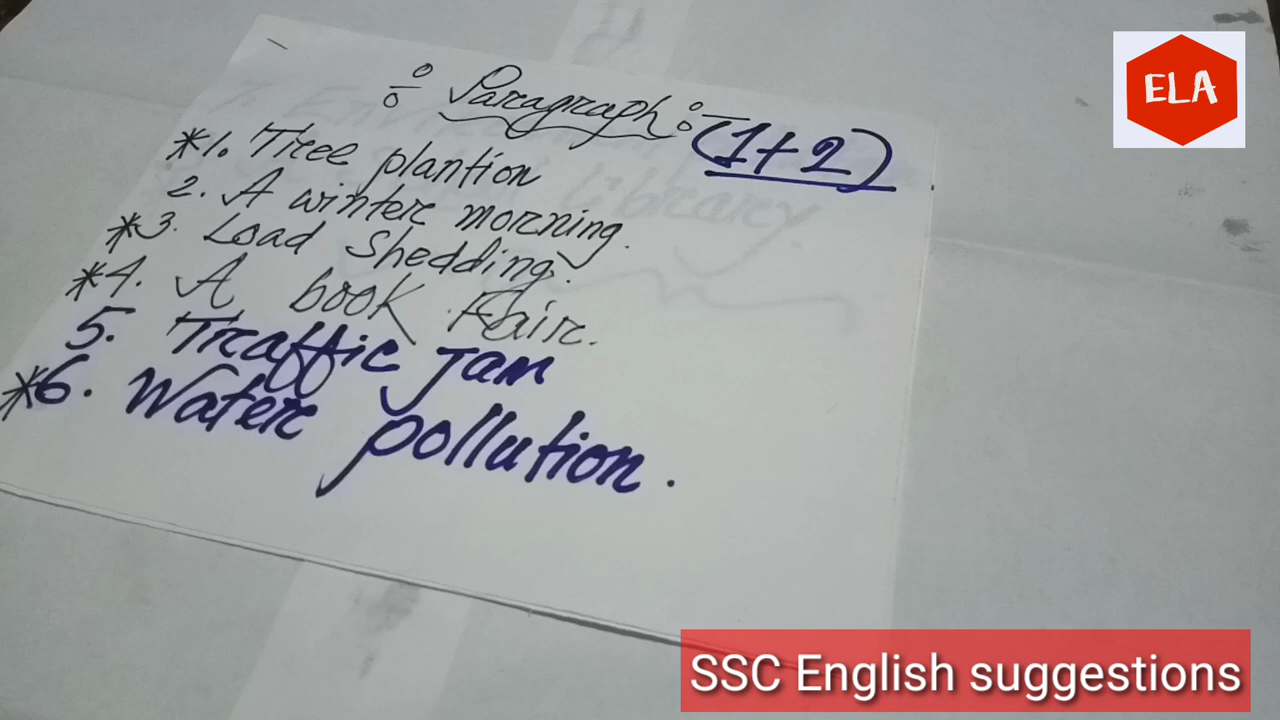 ELA
Paragraph :- (1+2)
*1. Tree plantion
2. A winter morning.
*3. Load Shedding.
*4. A book Fair.
5. Traffic jam
*6. Water pollution.
Library
SSC English suggestions